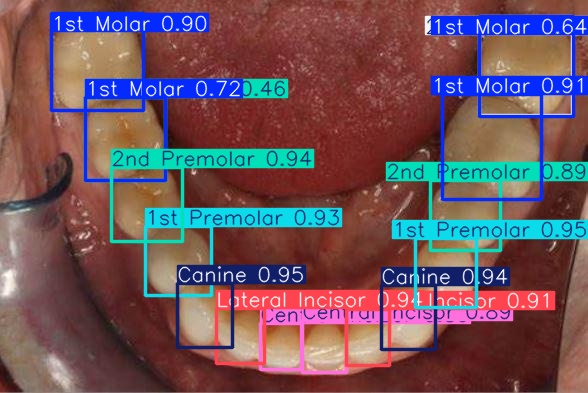 1st Molar 0.90
1st Molar 0.64
1st Molar 0.72 0.46
1st Molar 0.91
2nd Premolar 0.94
2nd Premolar 0.89
1st Premolar 0.93
1st Premolar 0.95
Canine 0.95
Canine 0.94
Lateral Incisor 0.94 Incisor 0.91
Cen Central Incisor 0.89